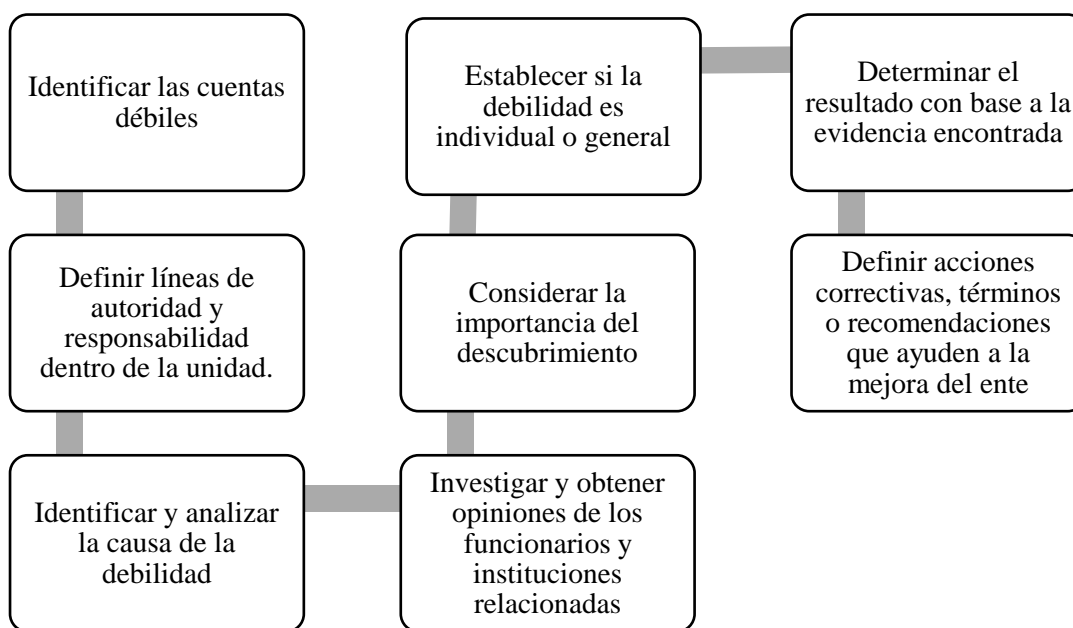 Identificar las cuentas
débiles
Definir líneas de
autoridad y
responsabilidad
dentro de la unidad.
Identificar y analizar
la causa de la
debilidad
Investigar y obtener
opiniones de los
funcionarios y
instituciones
relacionadas
Considerar la
importancia del
descubrimiento
Establecer si la
debilidad es
individual o general
Determinar el
resultado con base a la
evidencia encontrada
Definir acciones
correctivas, términos
o recomendaciones
que ayuden a la
mejora del ente